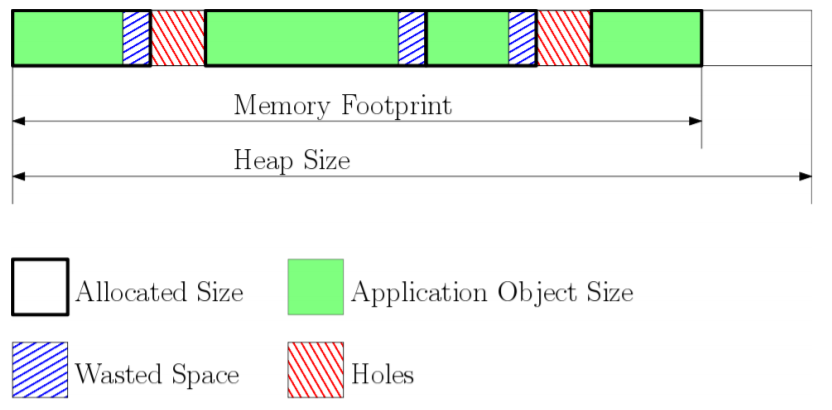 Memory Footprint
Heap Size
Allocated Size
Application Object Size
Wasted Space
Holes